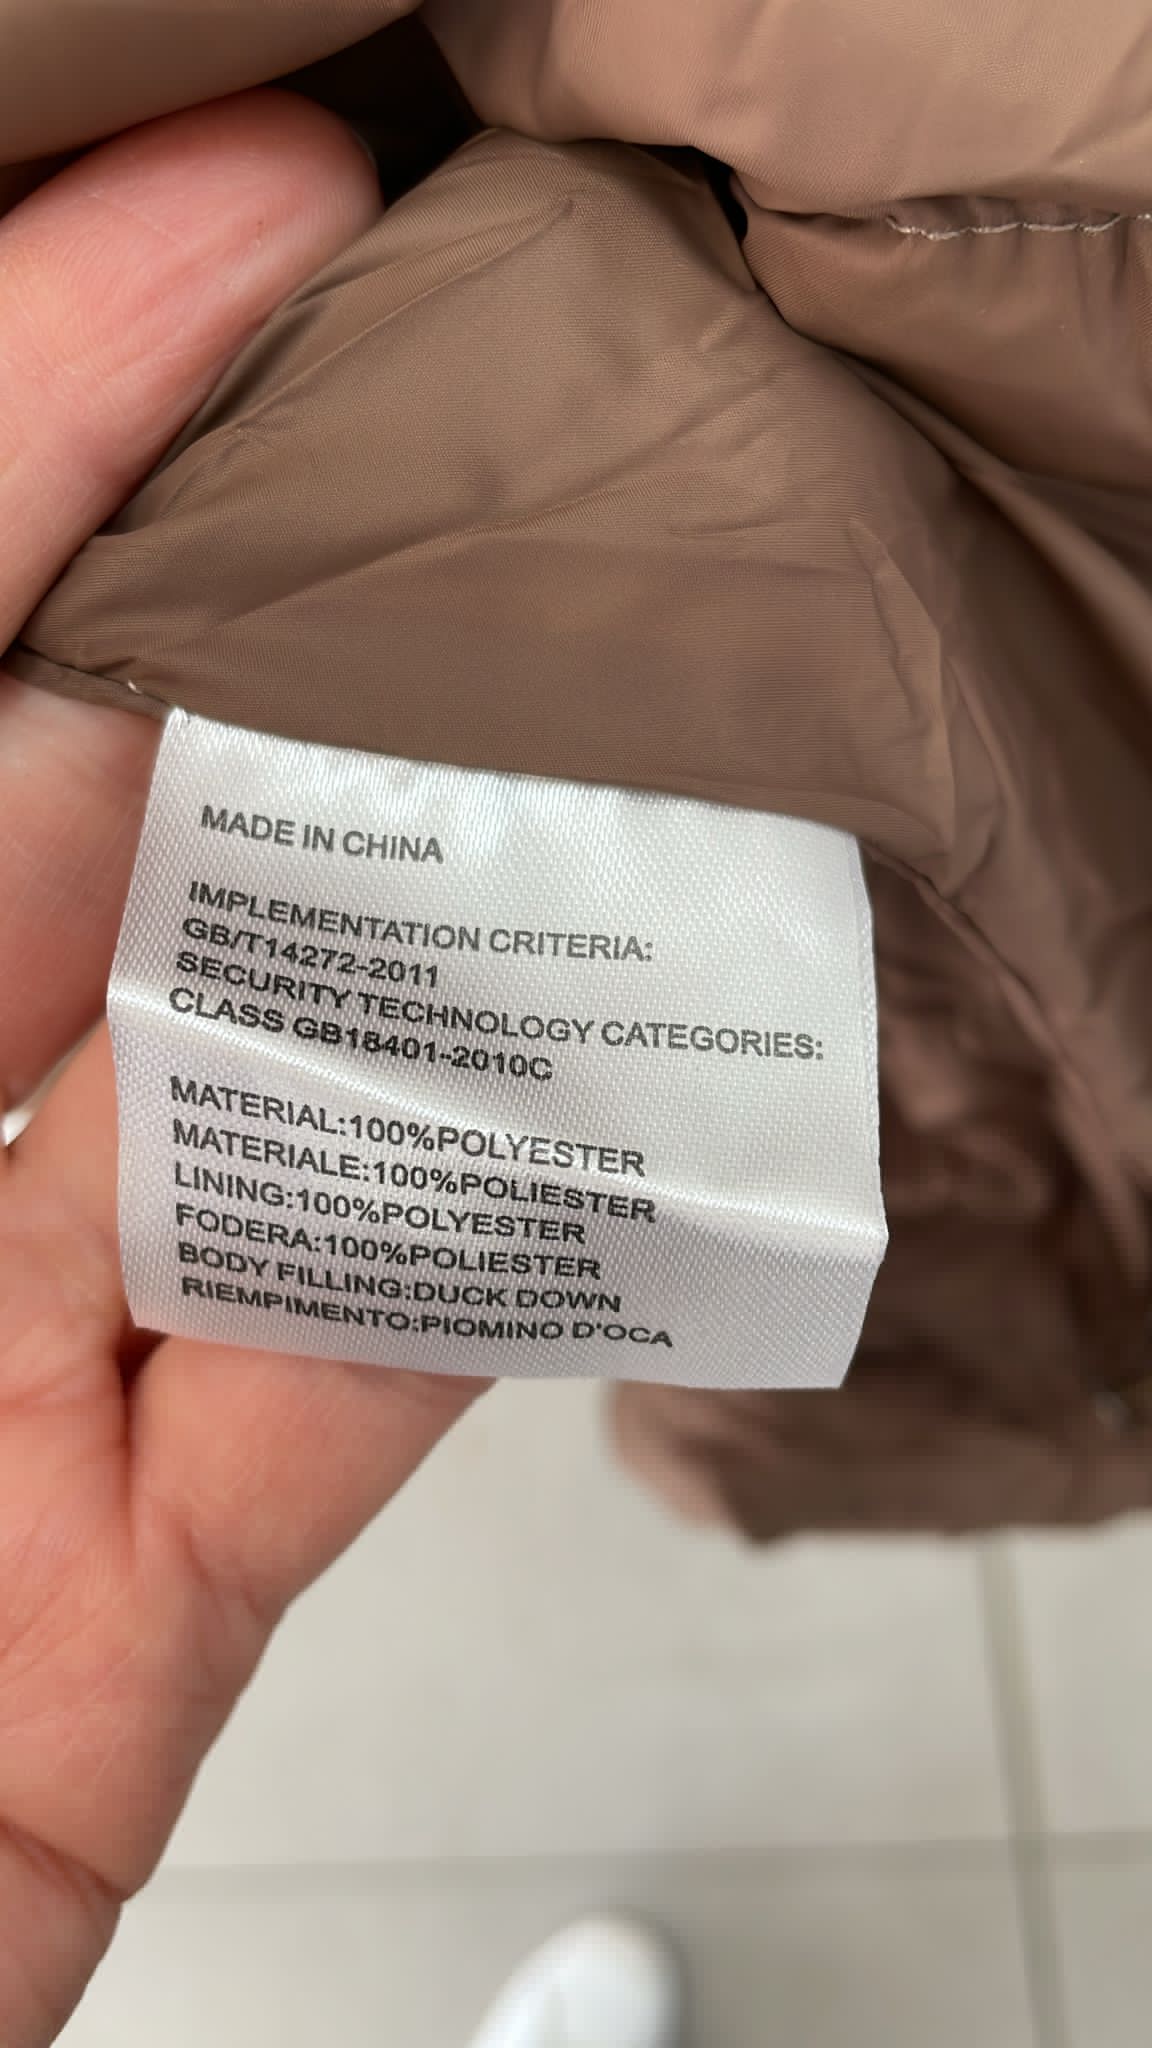 MADE IN CHINA
IMPLEMENTATION CRITERIA:
GB/T14272-2011
SECURITY TECHNOLOGY CATEGORIES:
CLASS GB18401-2010C
MATERIAL:100%POLYESTER
MATERIALE:100%POLIESTER
LINING:100%POLYESTER
FODERA:100%POLIESTER
BODY FILLING:DUCK DOWN
RIEMPIMENTO:PIOMINO D'OCA